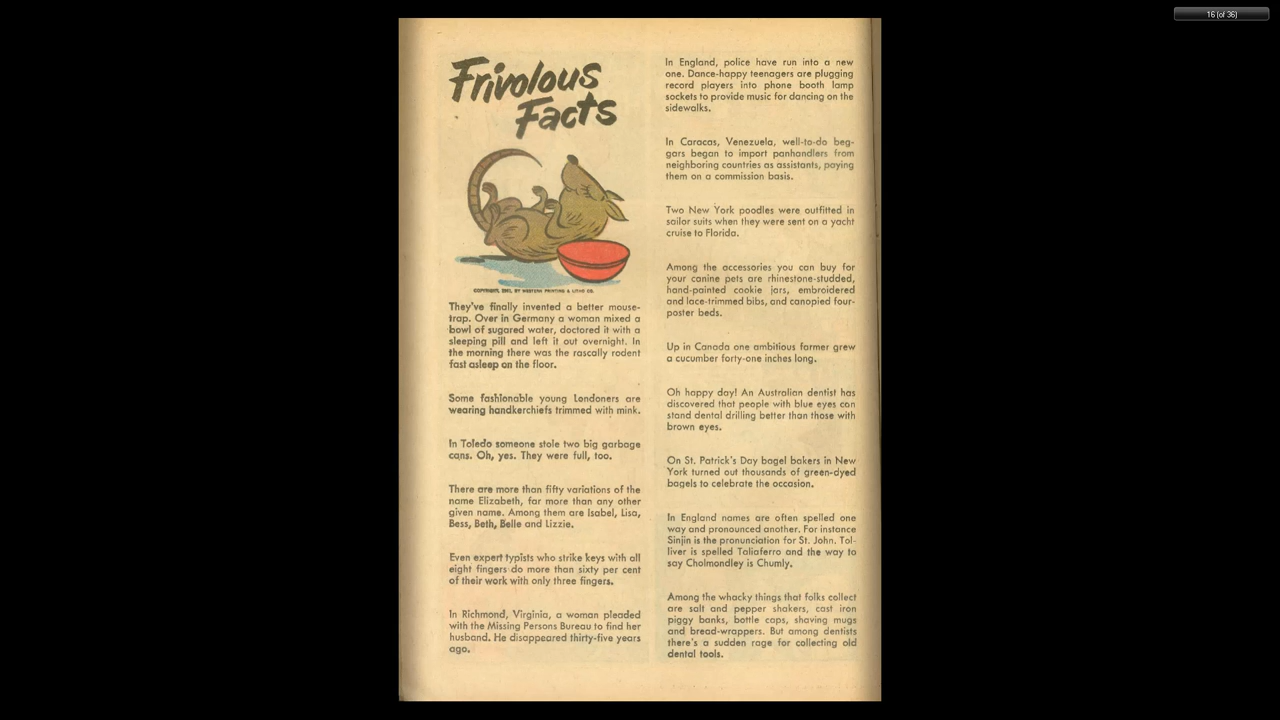 16 (of 36)
Frivolous
Facts
COPYRIGHT, 1961, BY WESTERN PRINTING & LITHO CO.
They've finally invented a better mouse-
trap. Over in Germany a woman mixed a
bowl of sugared water, doctored it with a
sleeping pill and left it out overnight. In
the morning there was the rascally rodent
fast asleep on the floor.
Some fashionable young Londoners are
wearing handkerchiefs trimmed with mink.
In Toledo someone stole two big garbage
cans. Oh, yes. They were full, too.
There are more than fifty variations of the
name Elizabeth, far more than any other
given name. Among them are Isabel, Lisa,
Bess, Beth, Belle and Lizzie.
Even expert typists who strike keys with all
eight fingers do more than sixty per cent
of their work with only three fingers.
In Richmond, Virginia, a woman pleaded
with the Missing Persons Bureau to find her
husband. He disappeared thirty-five years
ago.
In England, police have run into a new
one. Dance-happy teenagers are plugging
record players into phone booth lamp
sockets to provide music for dancing on the
sidewalks.
In Caracas, Venezuela, well-to-do beg-
gars began to import panhandlers from
neighboring countries as assistants, paying
them on a commission basis.
Two New York poodles were outfitted in
sailor suits when they were sent on a yacht
cruise to Florida.
Among the accessories you can buy for
your canine pets are rhinestone-studded,
hand-painted cookie jars, embroidered
and lace-trimmed bibs, and canopied four-
poster beds.
Up in Canada one ambitious farmer grew
a cucumber forty-one inches long.
Oh happy day! An Australian dentist has
discovered that people with blue eyes can
stand dental drilling better than those with
brown eyes.
On St. Patrick's Day bagel bakers in New
York turned out thousands of green-dyed
bagels to celebrate the occasion.
In England names are often spelled one
way and pronounced another. For instance
Sinjin is the pronunciation for St. John. Tol-
liver is spelled Taliaferro and the way to
say Cholmondley is Chumly.
Among the whacky things that folks collect
are salt and pepper shakers, cast iron
piggy banks, bottle caps, shaving mugs
and bread-wrappers. But among dentists
there's a sudden rage for collecting old
dental tools.